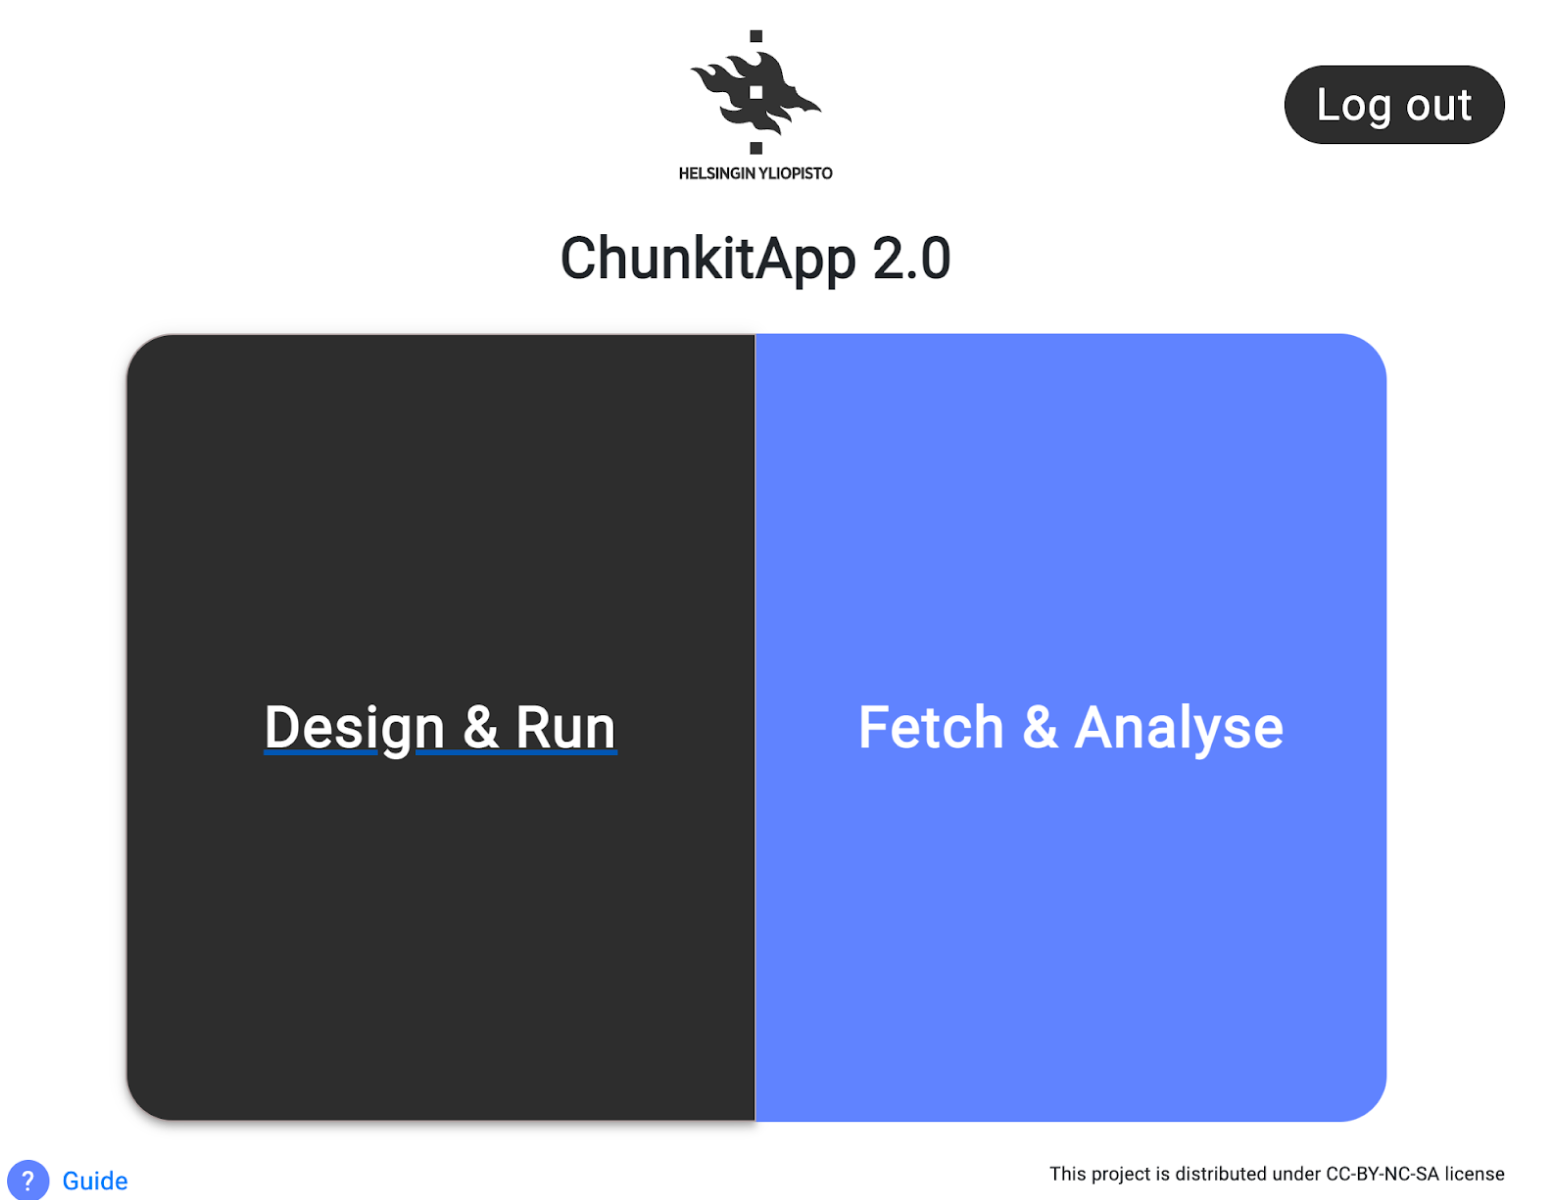 HELSINGIN YLIOPISTO
Log out
ChunkitApp 2.0
Design & Run
Fetch & Analyse
? Guide
This project is distributed under CC-BY-NC-SA license